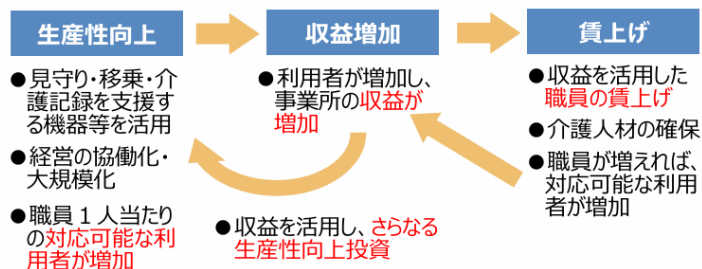 生産性向上
●見守り・移乗・介
護記録を支援す
る機器等を活用
●経営の協働化・
大規模化
●職員1人当たり
の対応可能な利
用者が増加
収益増加
●利用者が増加し、
事業所の収益が
増加
●収益を活用し、さらなる
生産性向上投資
賃上げ
●収益を活用した
職員の賃上げ
●介護人材の確保
●職員が増えれば、
対応可能な利用
者が増加